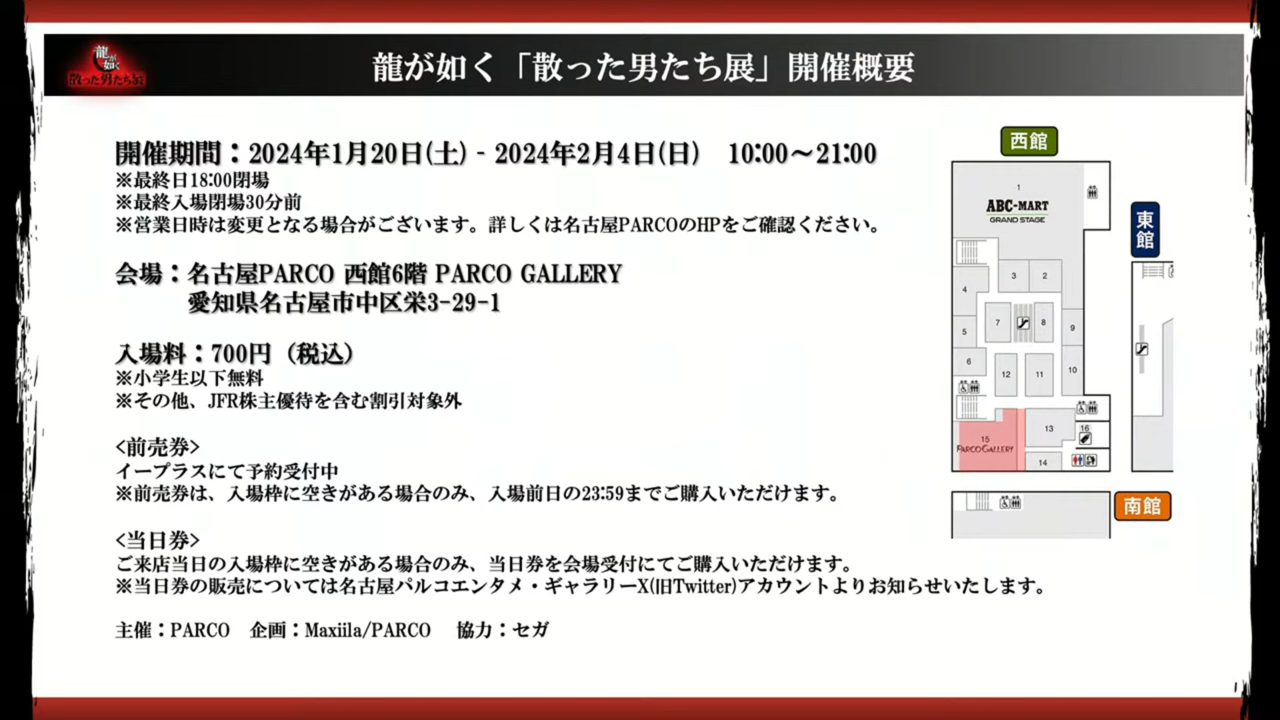 龍が如く
散った男たち展
龍が如く「散った男たち展」開催概要
開催期間：2024年1月20日(土) - 2024年2月4日(日) 10:00～21:00
※最終日18:00閉場
※最終入場閉場30分前
※営業日時は変更となる場合がございます。詳しくは名古屋PARCOのHPをご確認ください。
会場：名古屋PARCO 西館6階 PARCO GALLERY
愛知県名古屋市中区栄3-29-1
入場料：700円（税込）
※小学生以下無料
※その他、JFR株主優待を含む割引対象外
<前売券>
イープラスにて予約受付中
※前売券は、入場枠に空きがある場合のみ、入場前日の23:59までご購入いただけます。
<当日券>
ご来店当日の入場枠に空きがある場合のみ、当日券を会場受付にてご購入いただけます。
※当日券の販売については名古屋パルコエンタメ・ギャラリーX(旧Twitter)アカウントよりお知らせいたします。
主催：PARCO 企画：Maxiila/PARCO 協力：セガ
西館
1
ABC-MART
GRAND STAGE
東館
3 2
4
7 8
5 9
6
12 11 10
13 16
15
PARCO GALLERY
14
南館